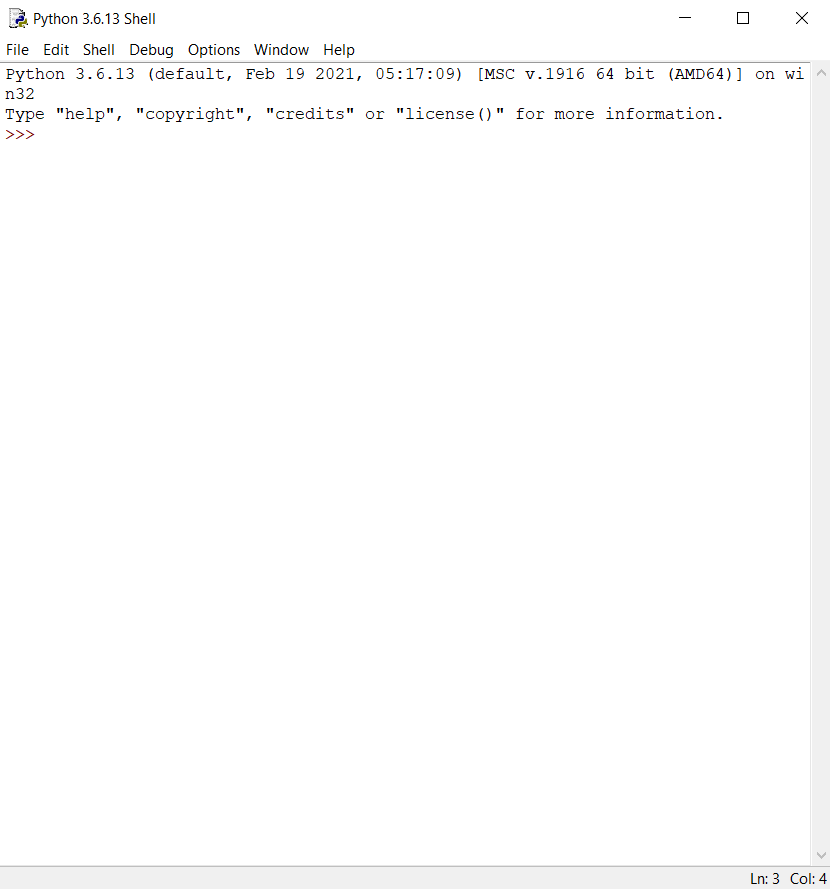 Python 3.6.13 Shell
File Edit Shell Debug Options Window Help
Python 3.6.13 (default, Feb 19 2021, 05:17:09) [MSC v.1916 64 bit (AMD64)] on wi
n32
Type "help", "copyright", "credits" or "license()" for more information.
>>>
Ln: 3 Col: 4